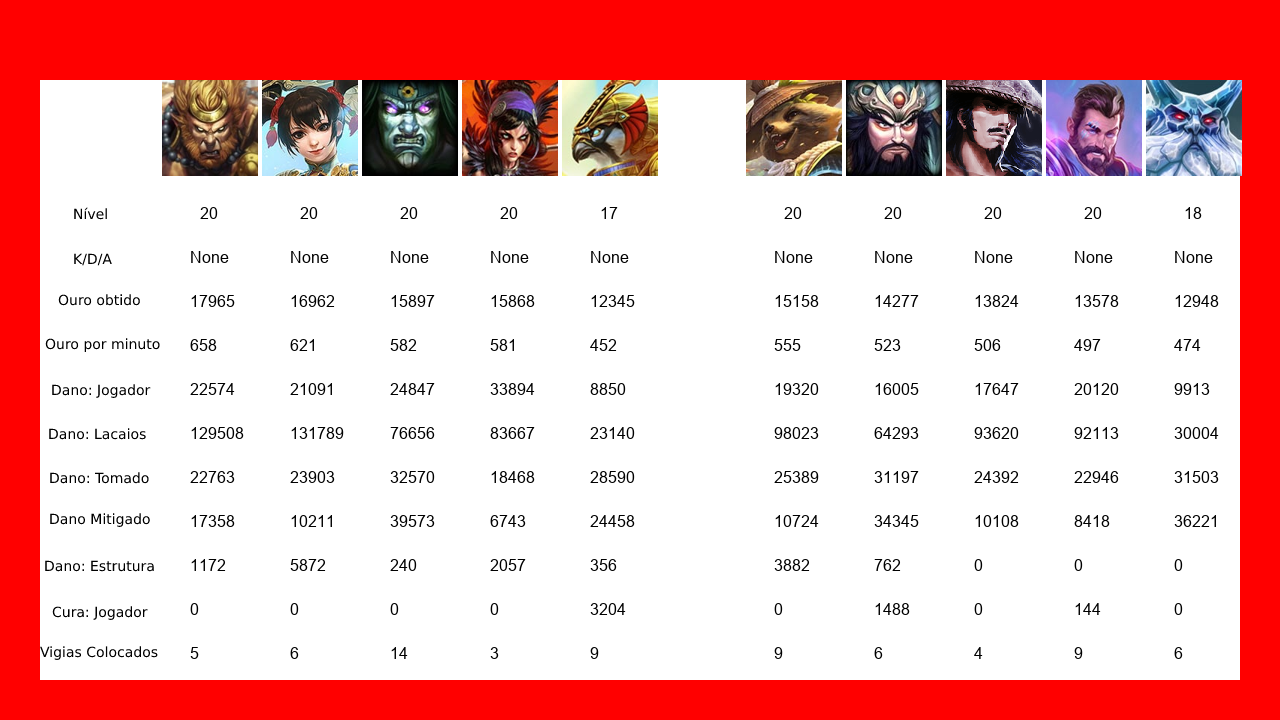 Nível 20 20 20 20 17 20 20 20 20 18
K/D/A None None None None None None None None None None
Ouro obtido 17965 16962 15897 15868 12345 15158 14277 13824 13578 12948
Ouro por minuto 658 621 582 581 452 555 523 506 497 474
Dano: Jogador 22574 21091 24847 33894 8850 19320 16005 17647 20120 9913
Dano: Lacaios 129508 131789 76656 83667 23140 98023 64293 93620 92113 30004
Dano: Tomado 22763 23903 32570 18468 28590 25389 31197 24392 22946 31503
Dano Mitigado 17358 10211 39573 6743 24458 10724 34345 10108 8418 36221
Dano: Estrutura 1172 5872 240 2057 356 3882 762 0 0 0
Cura: Jogador 0 0 0 0 3204 0 1488 0 144 0
Vigias Colocados 5 6 14 3 9 9 6 4 9 6